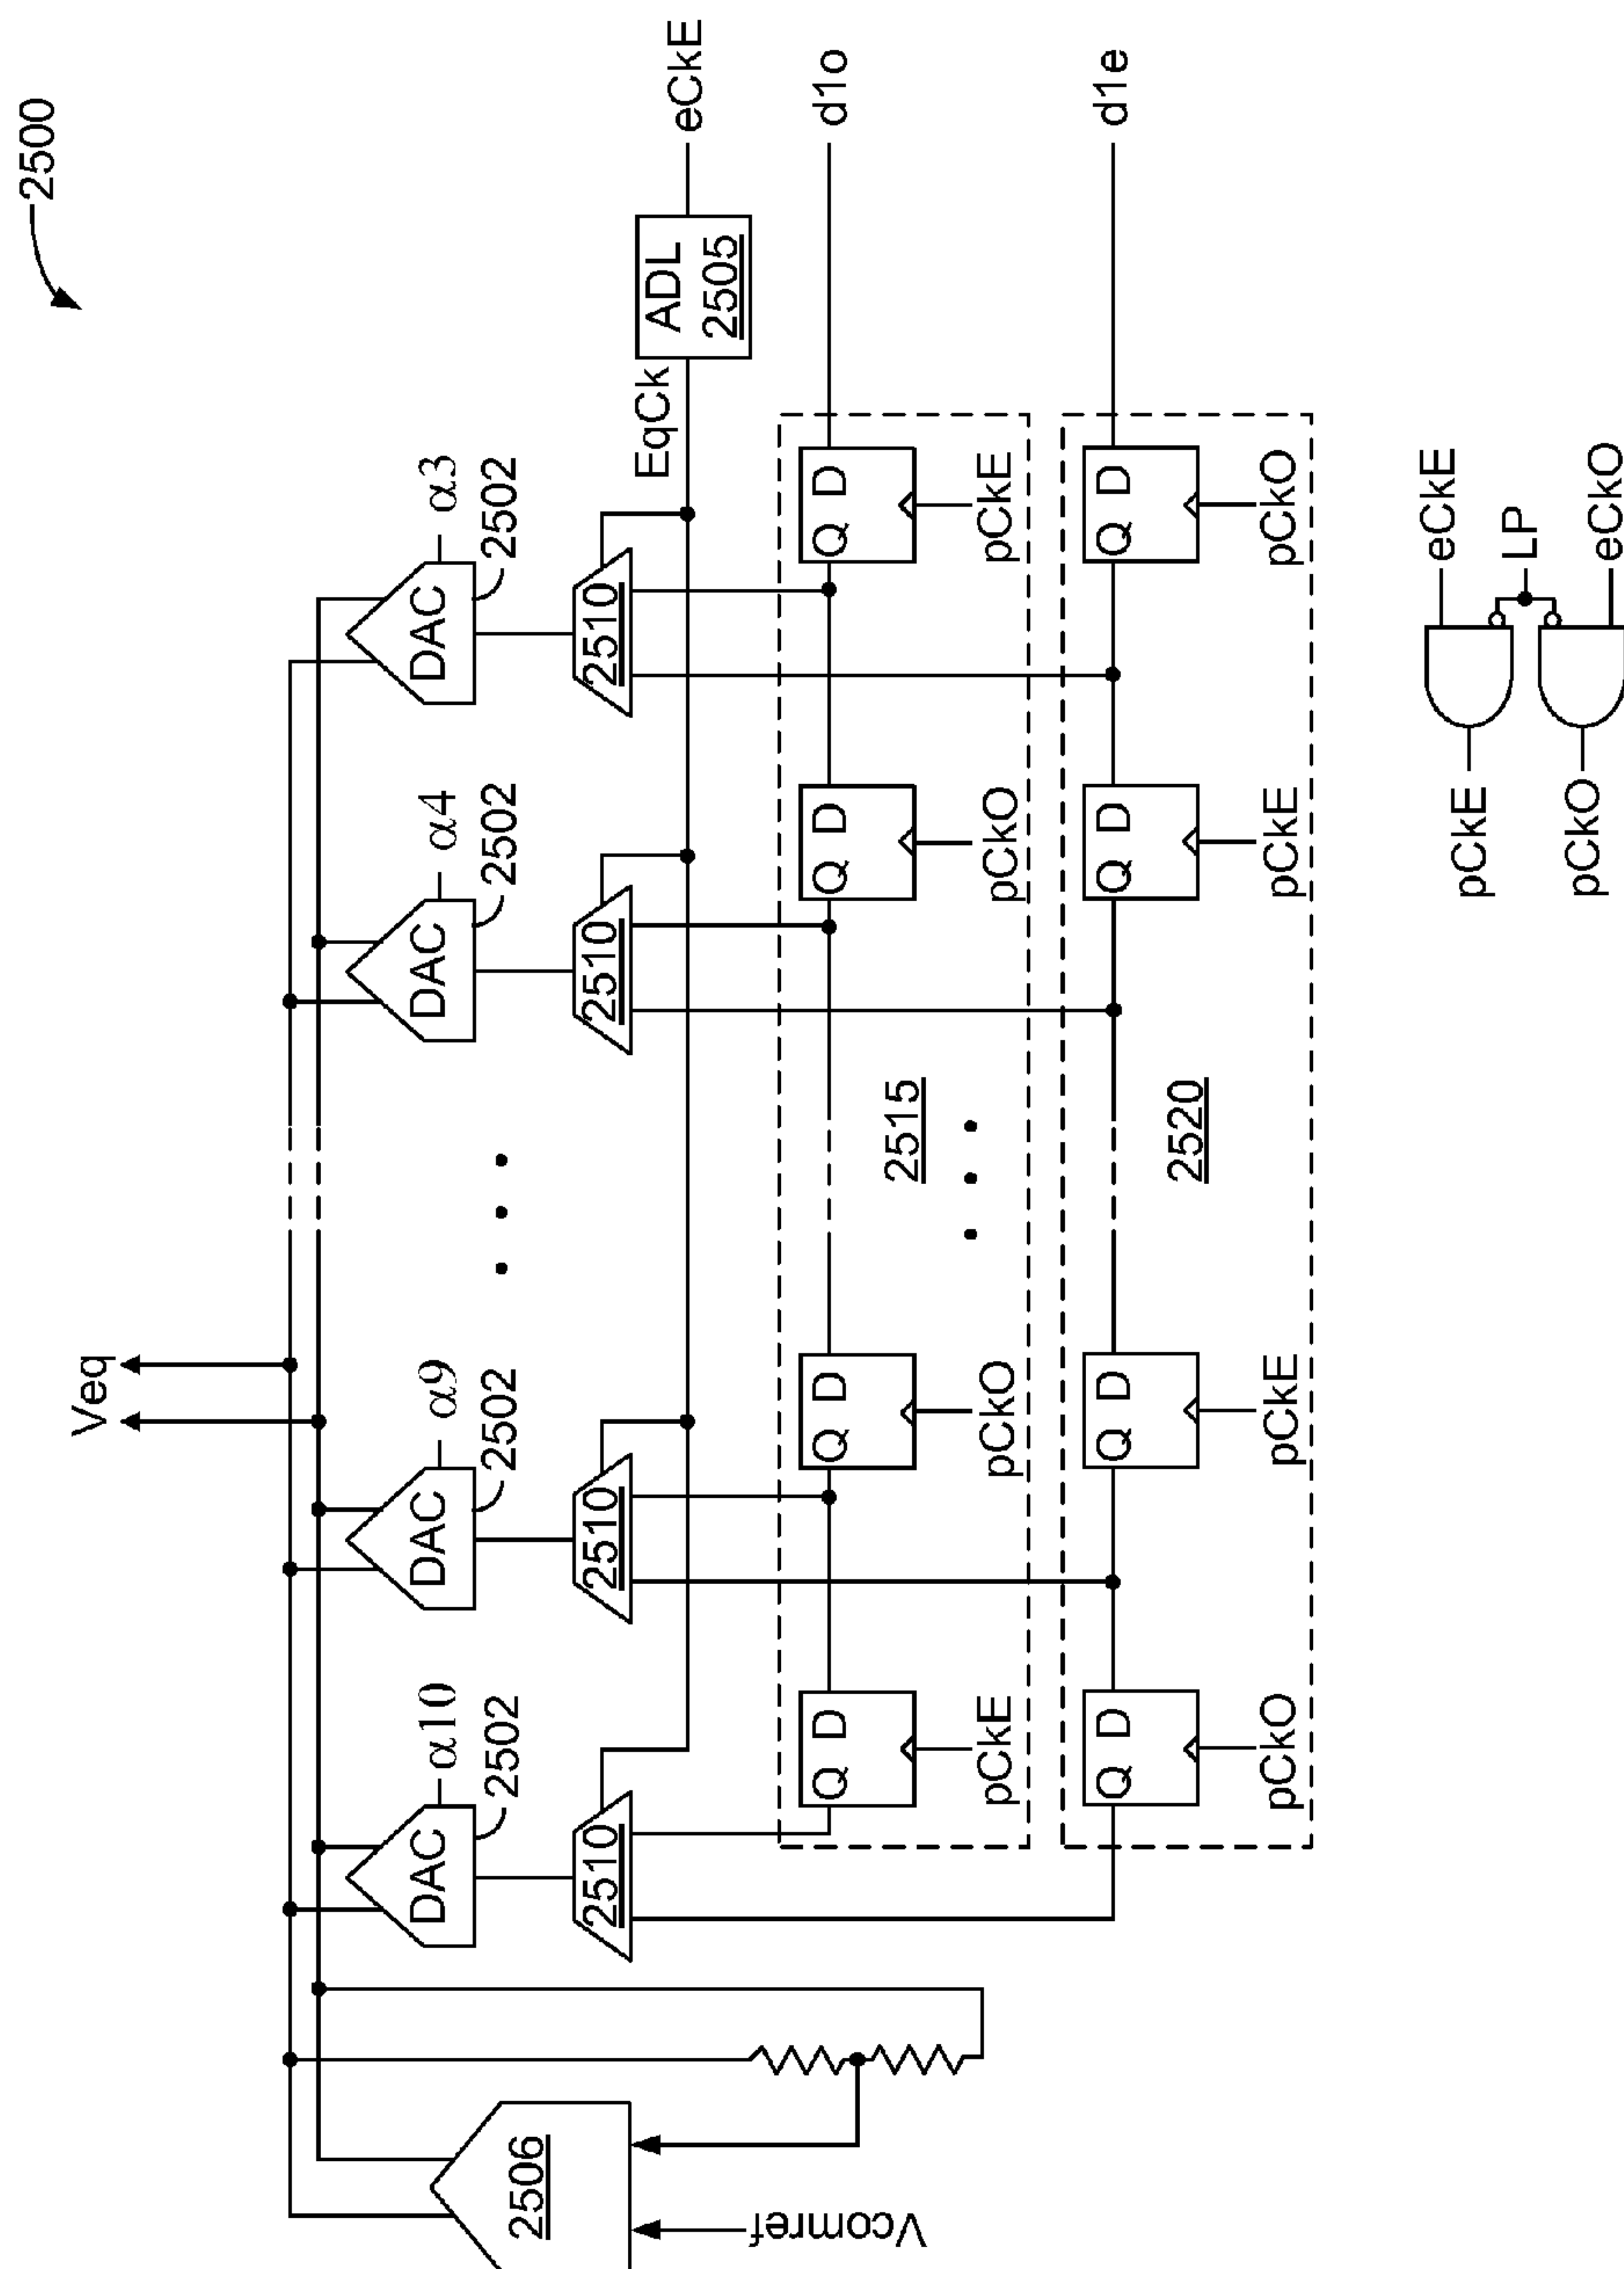 2500
Veq
α10
α9
α4
α3
2502
2502
2502
2502
DAC
DAC
DAC
DAC
2506
Vcomref
2510
2510
2510
2510
EqCk
ADL
2505
eCkE
Q D
Q D
Q D
Q D
d1o
pCkE
pCkO
2515
pCkO
pCkE
Q D
Q D
Q D
Q D
d1e
pCkO
pCkE
2520
pCkE
pCkO
pCkE
eCkE
LP
pCkO
eCkO